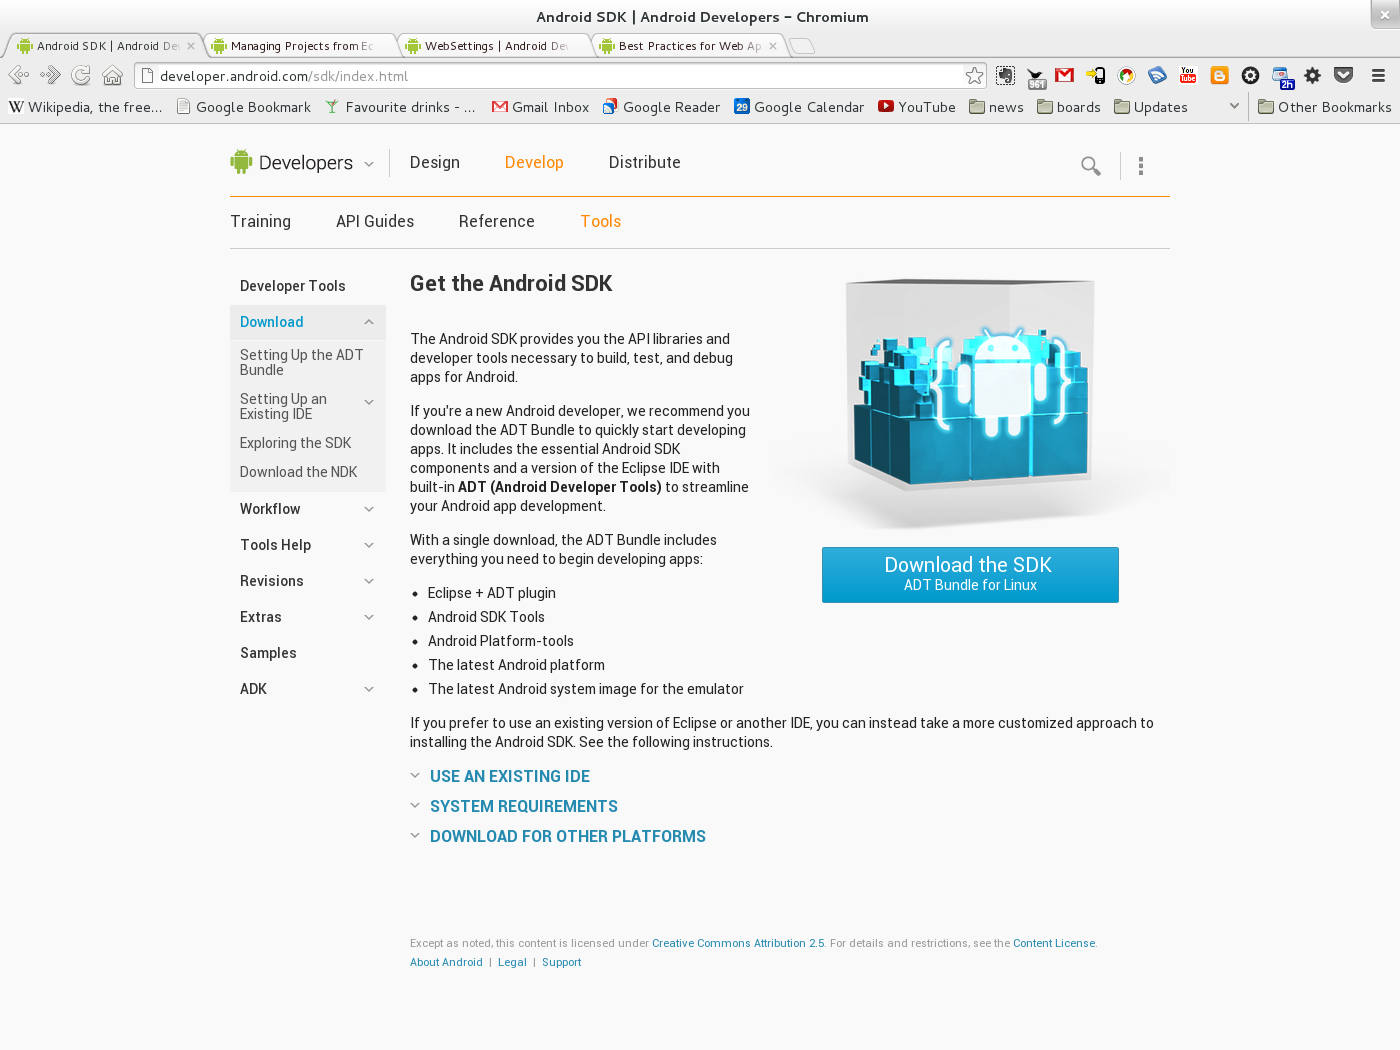 Android SDK | Android Developers - Chromium
Android SDK | Android De
Managing Projects from Ec
WebSettings | Android De
Best Practices for Web Ap
developer.android.com/sdk/index.html
361
You
Tube
2h
W Wikipedia, the free...
Google Bookmark
Favourite drinks - ...
Gmail Inbox
Google Reader
29 Google Calendar
YouTube
news
boards
Updates
Other Bookmarks
Developers
Design
Develop
Distribute
Training
API Guides
Reference
Tools
Developer Tools
Download
Setting Up the ADT
Bundle
Setting Up an
Existing IDE
Exploring the SDK
Download the NDK
Workflow
Tools Help
Revisions
Extras
Samples
ADK
Get the Android SDK
The Android SDK provides you the API libraries and
developer tools necessary to build, test, and debug
apps for Android.
If you're a new Android developer, we recommend you
download the ADT Bundle to quickly start developing
apps. It includes the essential Android SDK
components and a version of the Eclipse IDE with
built-in ADT (Android Developer Tools) to streamline
your Android app development.
With a single download, the ADT Bundle includes
everything you need to begin developing apps:
• Eclipse + ADT plugin
• Android SDK Tools
• Android Platform-tools
• The latest Android platform
• The latest Android system image for the emulator
Download the SDK
ADT Bundle for Linux
If you prefer to use an existing version of Eclipse or another IDE, you can instead take a more customized approach to
installing the Android SDK. See the following instructions.
USE AN EXISTING IDE
SYSTEM REQUIREMENTS
DOWNLOAD FOR OTHER PLATFORMS
Except as noted, this content is licensed under Creative Commons Attribution 2.5. For details and restrictions, see the Content License.
About Android | Legal | Support